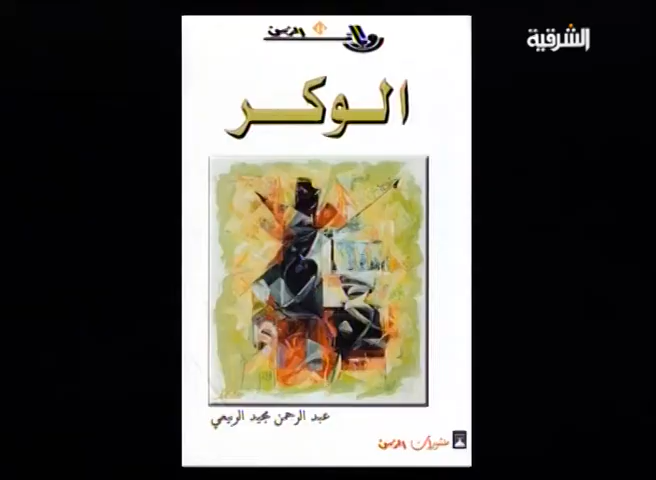 روايات الزمن
الشرقية
الوكر
عبد الرحمن مجيد الربيعي
منشورات الزمن